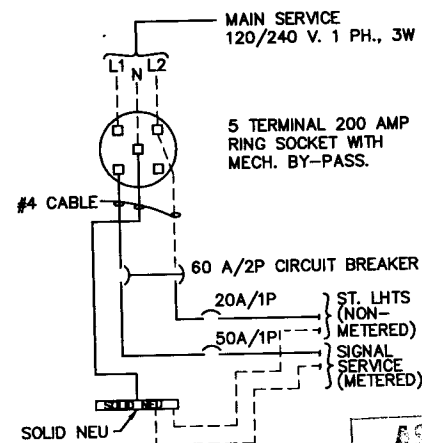 MAIN SERVICE
120/240 V. 1 PH., 3W
L1 N L2
5 TERMINAL 200 AMP
RING SOCKET WITH
MECH. BY-PASS.
#4 CABLE
60 A/2P CIRCUIT BREAKER
20A/1P
ST. LHTS
(NON-
METERED)
50A/1P
SIGNAL
SERVICE
(METERED)
SOLID NEU
SOLID NEU